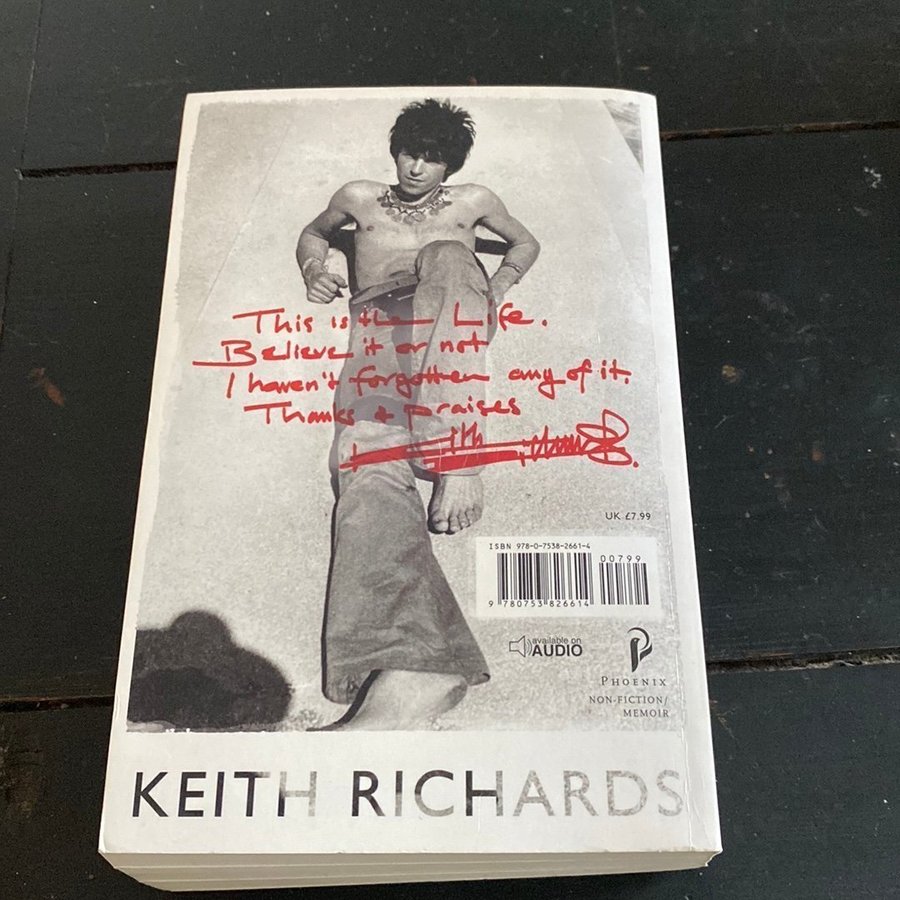 This is the Life.
Believe it or not
I haven't forgotten any of it.
Thanks & praises
UK £7.99
ISBN 978-0-7538-2661-4
00799
9 780753 826614
available on
AUDIO
PHOENIX
NON-FICTION/
MEMOIR
KEITH RICHARDS